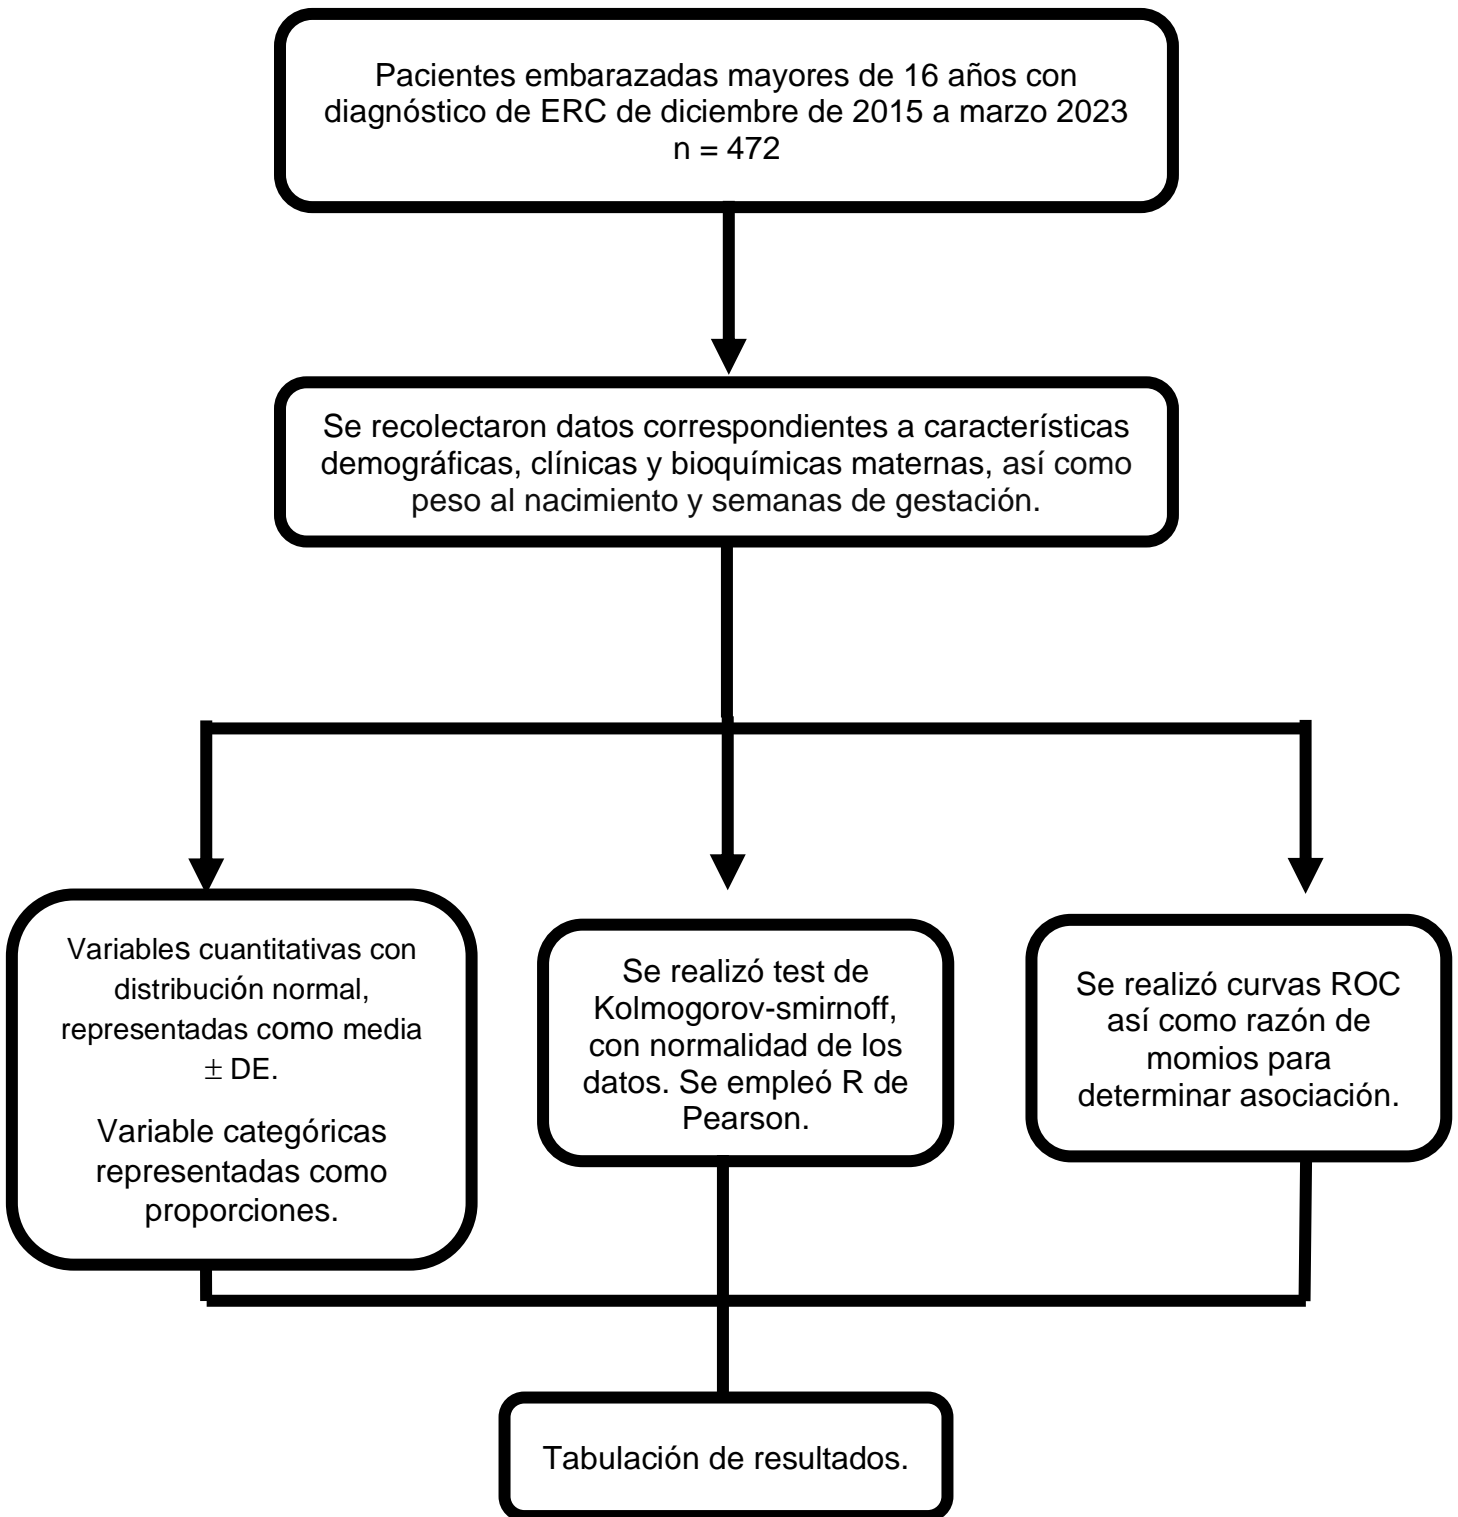 Pacientes embarazadas mayores de 16 años con
diagnóstico de ERC de diciembre de 2015 a marzo 2023
n = 472
Se recolectaron datos correspondientes a características
demográficas, clínicas y bioquímicas maternas, así como
peso al nacimiento y semanas de gestación.
Variables cuantitativas con
distribución normal,
representadas como media
± DE.
Variable categóricas
representadas como
proporciones.
Se realizó test de
Kolmogorov-smirnoff,
con normalidad de los
datos. Se empleó R de
Pearson.
Se realizó curvas ROC
así como razón de
momios para
determinar asociación.
Tabulación de resultados.